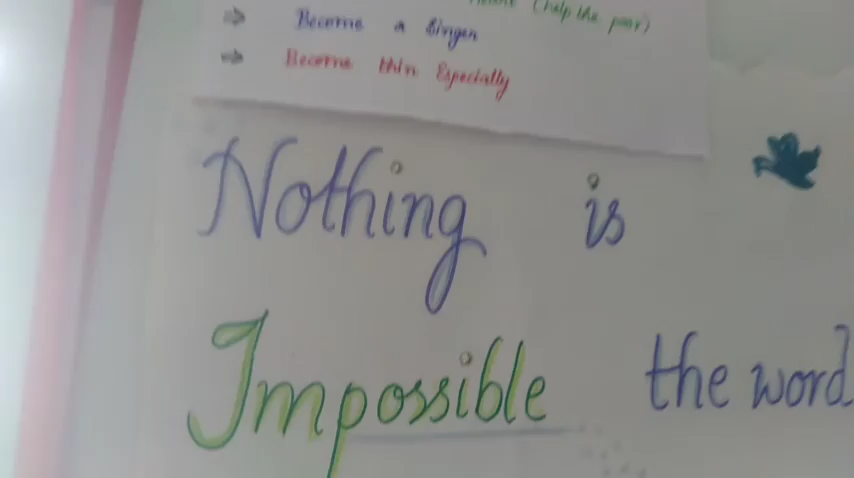 (help the poor)
Become a Singer
Become thin Especially
Nothing is
Impossible the word